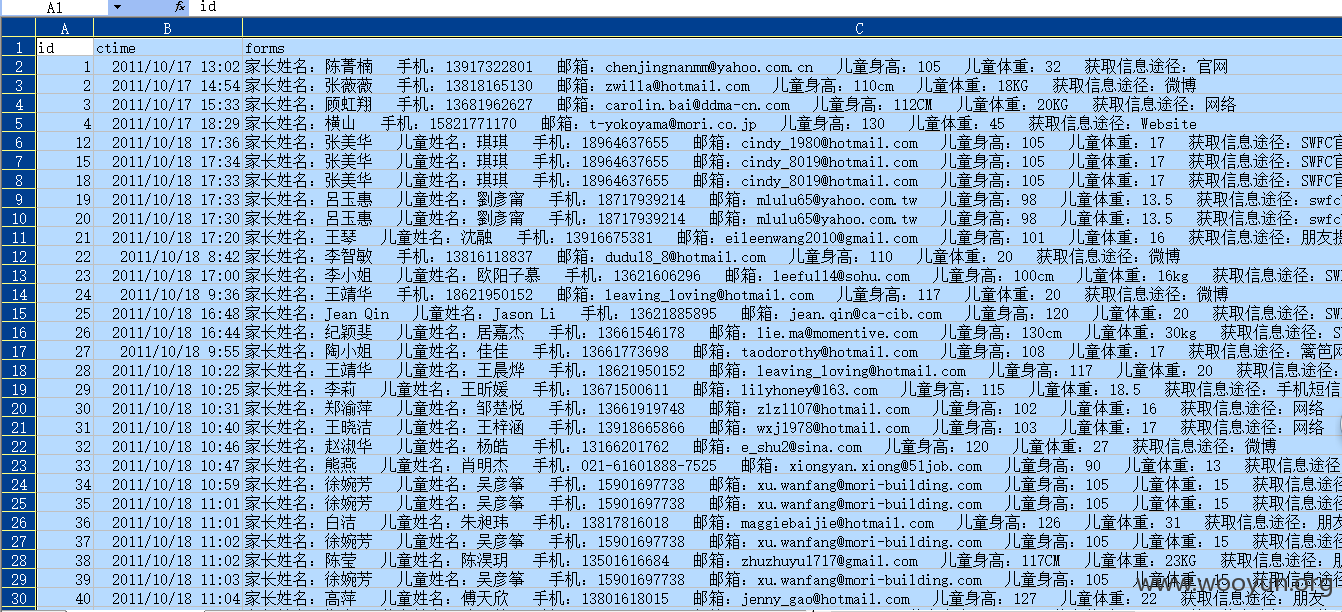 A1 fx id
A B C
1 id ctime forms
2 1 2011/10/17 13:02 家长姓名：陈菁楠 手机：13917322801 邮箱：chenjingnanmm@yahoo.com.cn 儿童身高：105 儿童体重：32 获取信息途径：官网
3 2 2011/10/17 14:54 家长姓名：张薇薇 手机：13818165130 邮箱：zwilla@hotmail.com 儿童身高：110cm 儿童体重：18KG 获取信息途径：微博
4 3 2011/10/17 15:33 家长姓名：顾虹翔 手机：13681962627 邮箱：carolin.bai@ddma-cn.com 儿童身高：112CM 儿童体重：20KG 获取信息途径：网络
5 4 2011/10/17 18:29 家长姓名：横山 手机：15821771170 邮箱：t-yokoyama@mori.co.jp 儿童身高：130 儿童体重：45 获取信息途径：Website
6 12 2011/10/18 17:36 家长姓名：张美华 儿童姓名：琪琪 手机：18964637655 邮箱：cindy_1980@hotmail.com 儿童身高：105 儿童体重：17 获取信息途径：SWFC官
7 15 2011/10/18 17:34 家长姓名：张美华 儿童姓名：琪琪 手机：18964637655 邮箱：cindy_8019@hotmail.com 儿童身高：105 儿童体重：17 获取信息途径：SWFC官
8 18 2011/10/18 17:33 家长姓名：张美华 儿童姓名：琪琪 手机：18964637655 邮箱：cindy_8019@hotmail.com 儿童身高：105 儿童体重：17 获取信息途径：SWFC官
9 19 2011/10/18 17:33 家长姓名：呂玉惠 儿童姓名：劉彦甯 手机：18717939214 邮箱：mlulu65@yahoo.com.tw 儿童身高：98 儿童体重：13.5 获取信息途径：swfc
10 20 2011/10/18 17:30 家长姓名：呂玉惠 儿童姓名：劉彦甯 手机：18717939214 邮箱：mlulu65@yahoo.com.tw 儿童身高：98 儿童体重：13.5 获取信息途径：swfc
11 21 2011/10/18 17:20 家长姓名：王琴 儿童姓名：沈融 手机：13916675381 邮箱：eileenwang2010@gmail.com 儿童身高：101 儿童体重：16 获取信息途径：朋友
12 22 2011/10/18 8:42 家长姓名：李智敏 手机：13816118837 邮箱：dudu18_8@hotmail.com 儿童身高：110 儿童体重：20 获取信息途径：微博
13 23 2011/10/18 17:00 家长姓名：李小姐 儿童姓名：欧阳子慕 手机：13621606296 邮箱：leefu114@sohu.com 儿童身高：100cm 儿童体重：16kg 获取信息途径：SW
14 24 2011/10/18 9:36 家长姓名：王靖华 手机：18621950152 邮箱：leaving_loving@hotmail.com 儿童身高：117 儿童体重：20 获取信息途径：微博
15 25 2011/10/18 16:48 家长姓名：Jean Qin 儿童姓名：Jason Li 手机：13621885895 邮箱：jean.qin@ca-cib.com 儿童身高：120 儿童体重：20 获取信息途径：SW
16 26 2011/10/18 16:44 家长姓名：纪颖斐 儿童姓名：居嘉杰 手机：13661546178 邮箱：lie.ma@momentive.com 儿童身高：130cm 儿童体重：30kg 获取信息途径：S
17 27 2011/10/18 9:55 家长姓名：陶小姐 儿童姓名：佳佳 手机：13661773698 邮箱：taodorothy@hotmail.com 儿童身高：108 儿童体重：17 获取信息途径：篱笆网
18 28 2011/10/18 10:22 家长姓名：王靖华 儿童姓名：王晨烨 手机：18621950152 邮箱：leaving_loving@hotmail.com 儿童身高：117 儿童体重：20 获取信息途径：
19 29 2011/10/18 10:25 家长姓名：李莉 儿童姓名：王昕媛 手机：13671500611 邮箱：lilyhoney@163.com 儿童身高：115 儿童体重：18.5 获取信息途径：手机短信
20 30 2011/10/18 10:31 家长姓名：郑渝萍 儿童姓名：邹楚悦 手机：13661919748 邮箱：zlzl107@hotmail.com 儿童身高：102 儿童体重：16 获取信息途径：网络
21 31 2011/10/18 10:40 家长姓名：王晓洁 儿童姓名：王梓涵 手机：13918665866 邮箱：wxj1978@hotmail.com 儿童身高：103 儿童体重：17 获取信息途径：网络
22 32 2011/10/18 10:46 家长姓名：赵淑华 儿童姓名：杨皓 手机：13166201762 邮箱：e_shu2@sina.com 儿童身高：120 儿童体重：27 获取信息途径：微博
23 33 2011/10/18 10:47 家长姓名：熊燕 儿童姓名：肖明杰 手机：021-61601888-7525 邮箱：xiongyan.xiong@51job.com 儿童身高：90 儿童体重：13 获取信息途径
24 34 2011/10/18 10:59 家长姓名：徐婉芳 儿童姓名：吴彦筝 手机：15901697738 邮箱：xu.wanfang@mori-building.com 儿童身高：105 儿童体重：15 获取信息途径
25 35 2011/10/18 11:01 家长姓名：徐婉芳 儿童姓名：吴彦筝 手机：15901697738 邮箱：xu.wanfang@mori-building.com 儿童身高：105 儿童体重：15 获取信息途径
26 36 2011/10/18 11:01 家长姓名：白洁 儿童姓名：朱昶玮 手机：13817816018 邮箱：maggiebaijie@hotmail.com 儿童身高：126 儿童体重：31 获取信息途径：朋友
27 37 2011/10/18 11:02 家长姓名：徐婉芳 儿童姓名：吴彦筝 手机：15901697738 邮箱：xu.wanfang@mori-building.com 儿童身高：105 儿童体重：15 获取信息途径
28 38 2011/10/18 11:02 家长姓名：陈莹 儿童姓名：陈淏玥 手机：13501616684 邮箱：zhuzhuyu1717@gmail.com 儿童身高：117CM 儿童体重：23KG 获取信息途径：
29 39 2011/10/18 11:03 家长姓名：徐婉芳 儿童姓名：吴彦筝 手机：15901697738 邮箱：xu.wanfang@mori-building.com 儿童身高：105 儿童体重：15 获取信息途径
30 40 2011/10/18 11:04 家长姓名：高萍 儿童姓名：傅天欣 手机：13801618015 邮箱：jenny_gao@hotmail.com 儿童身高：127 儿童体重：22 获取信息途径：朋友
www.wooyun.org